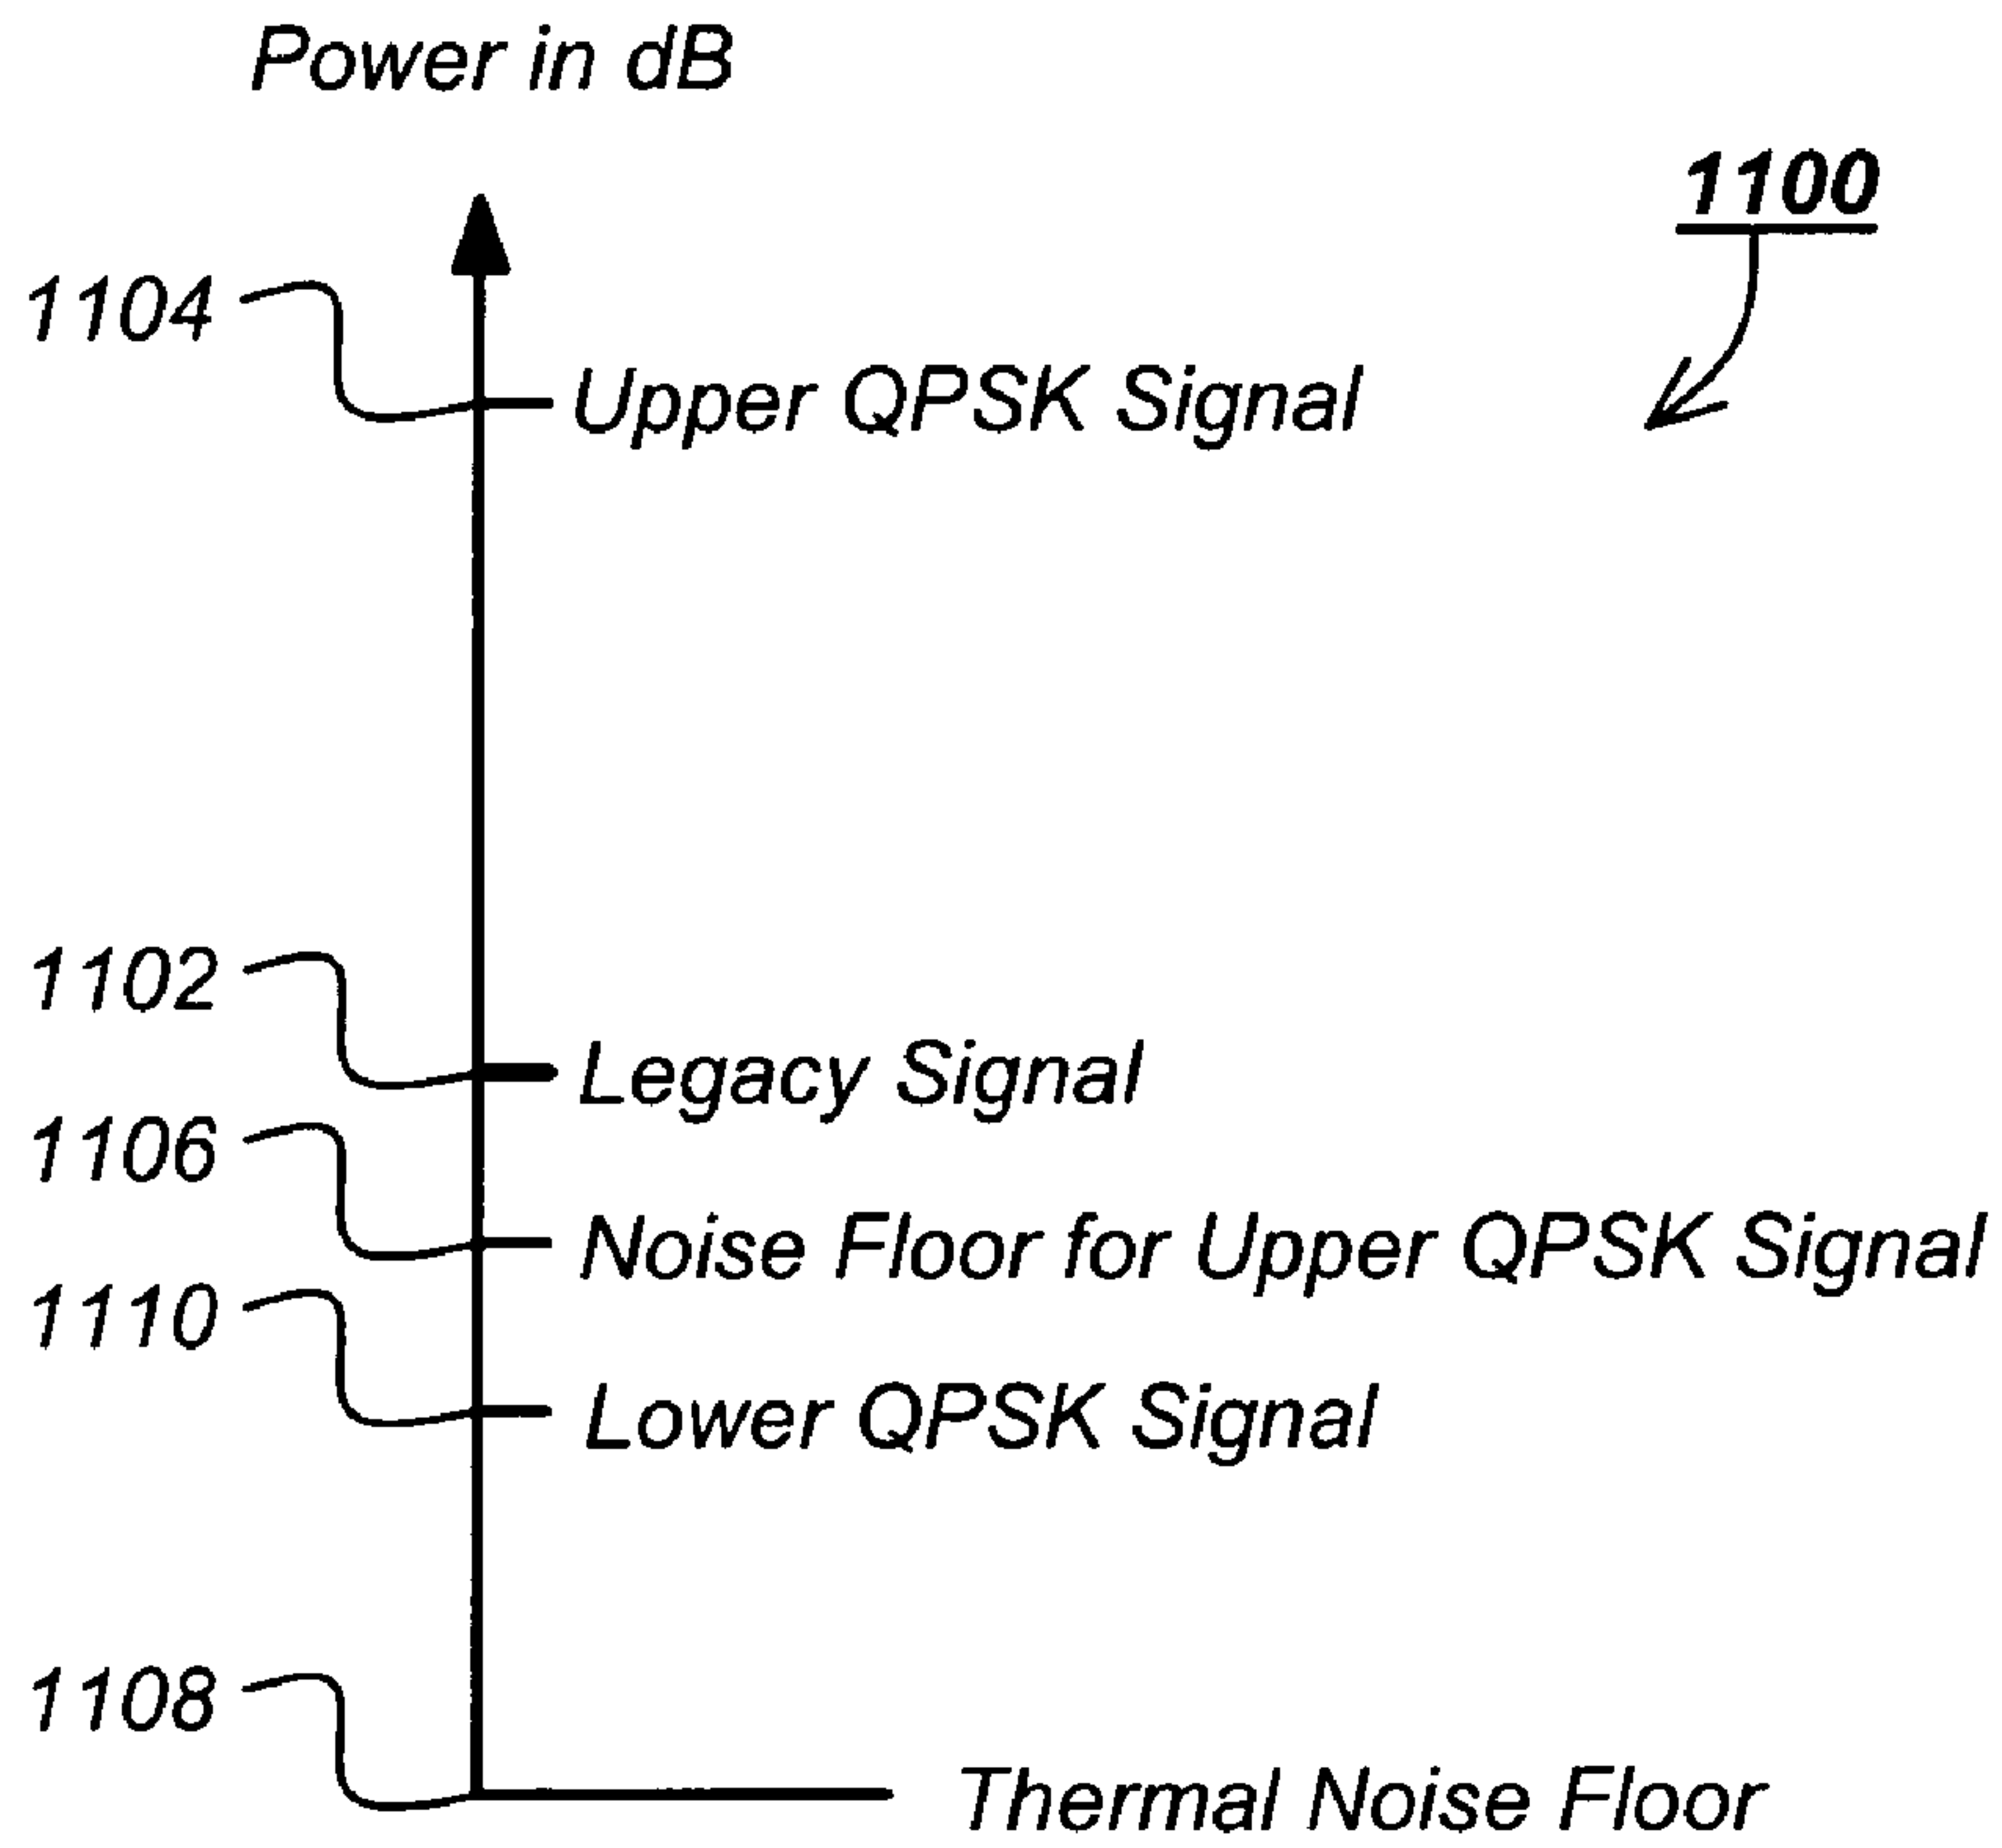 Power in dB
1100
1104
Upper QPSK Signal
1102
Legacy Signal
1106
Noise Floor for Upper QPSK Signal
1110
Lower QPSK Signal
1108
Thermal Noise Floor